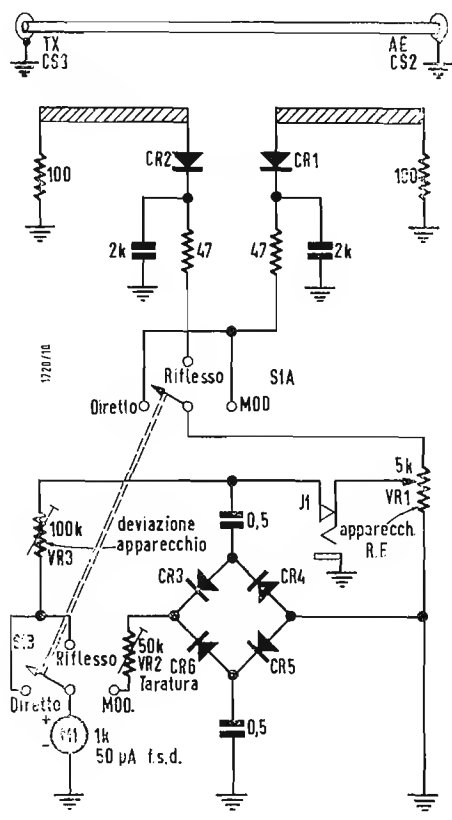 TX
CS3
AE
CS2
CR2
CR1
100
100
2k
47
47
2k
1720/10
Riflesso
S1A
Diretto
MOD
5k
VR1
J1
apparecch.
R.F.
100k
VR3
deviazione
apparecchio
0,5
CR3
CR4
CR6
CR5
S1B
Riflesso
50k
VR2
Taratura
Diretto
MOD.
+
-
M1
1k
50 µA f.s.d.
0,5